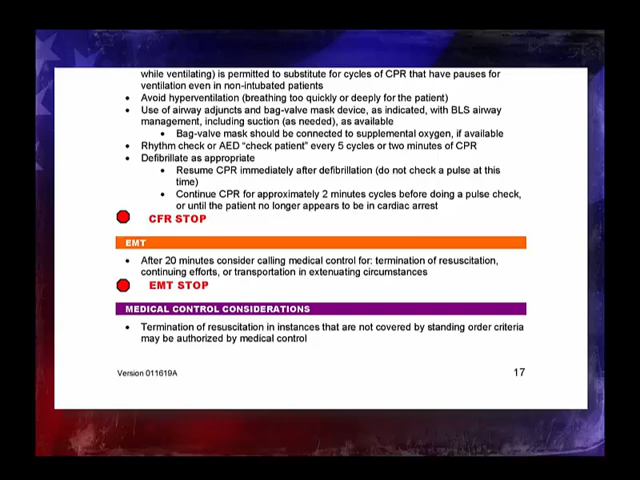 while ventilating) is permitted to substitute for cycles of CPR that have pauses for
ventilation even in non-intubated patients
• Avoid hyperventilation (breathing too quickly or deeply for the patient)
• Use of airway adjuncts and bag-valve mask device, as indicated, with BLS airway
management, including suction (as needed), as available
• Bag-valve mask should be connected to supplemental oxygen, if available
• Rhythm check or AED “check patient” every 5 cycles or two minutes of CPR
• Defibrillate as appropriate
• Resume CPR immediately after defibrillation (do not check a pulse at this
time)
• Continue CPR for approximately 2 minutes cycles before doing a pulse check,
or until the patient no longer appears to be in cardiac arrest
CFR STOP
EMT
• After 20 minutes consider calling medical control for: termination of resuscitation,
continuing efforts, or transportation in extenuating circumstances
EMT STOP
MEDICAL CONTROL CONSIDERATIONS
• Termination of resuscitation in instances that are not covered by standing order criteria
may be authorized by medical control
Version 011619A
17